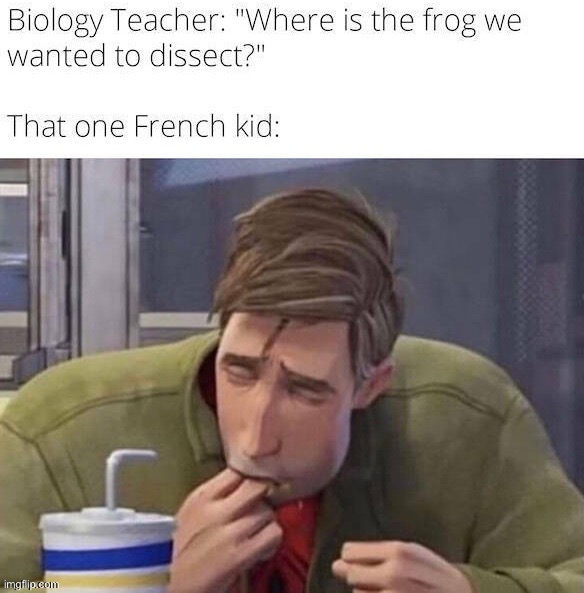 Biology Teacher: "Where is the frog we
wanted to dissect?"
That one French kid:
imgflip.com